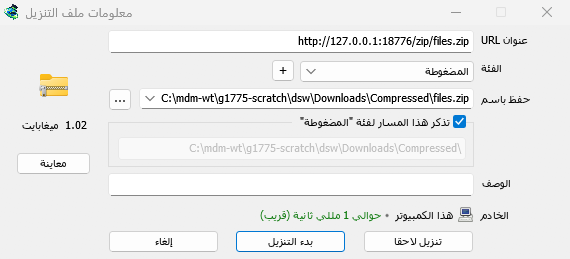 معلومات ملف التنزيل
عنوان URL http://127.0.0.1:18776/zip/files.zip
الفئة المضغوطة +
حفظ باسم C:\mdm-wt\g1775-scratch\dsw\Downloads\Compressed\files.zip ...
تذكر هذا المسار لفئة "المضغوطة"
C:\mdm-wt\g1775-scratch\dsw\Downloads\Compressed\
1.02 ميغابايت
معاينة
الوصف
الخادم هذا الكمبيوتر • حوالي 1 مللي ثانية (قريب)
تنزيل لاحقا بدء التنزيل إلغاء